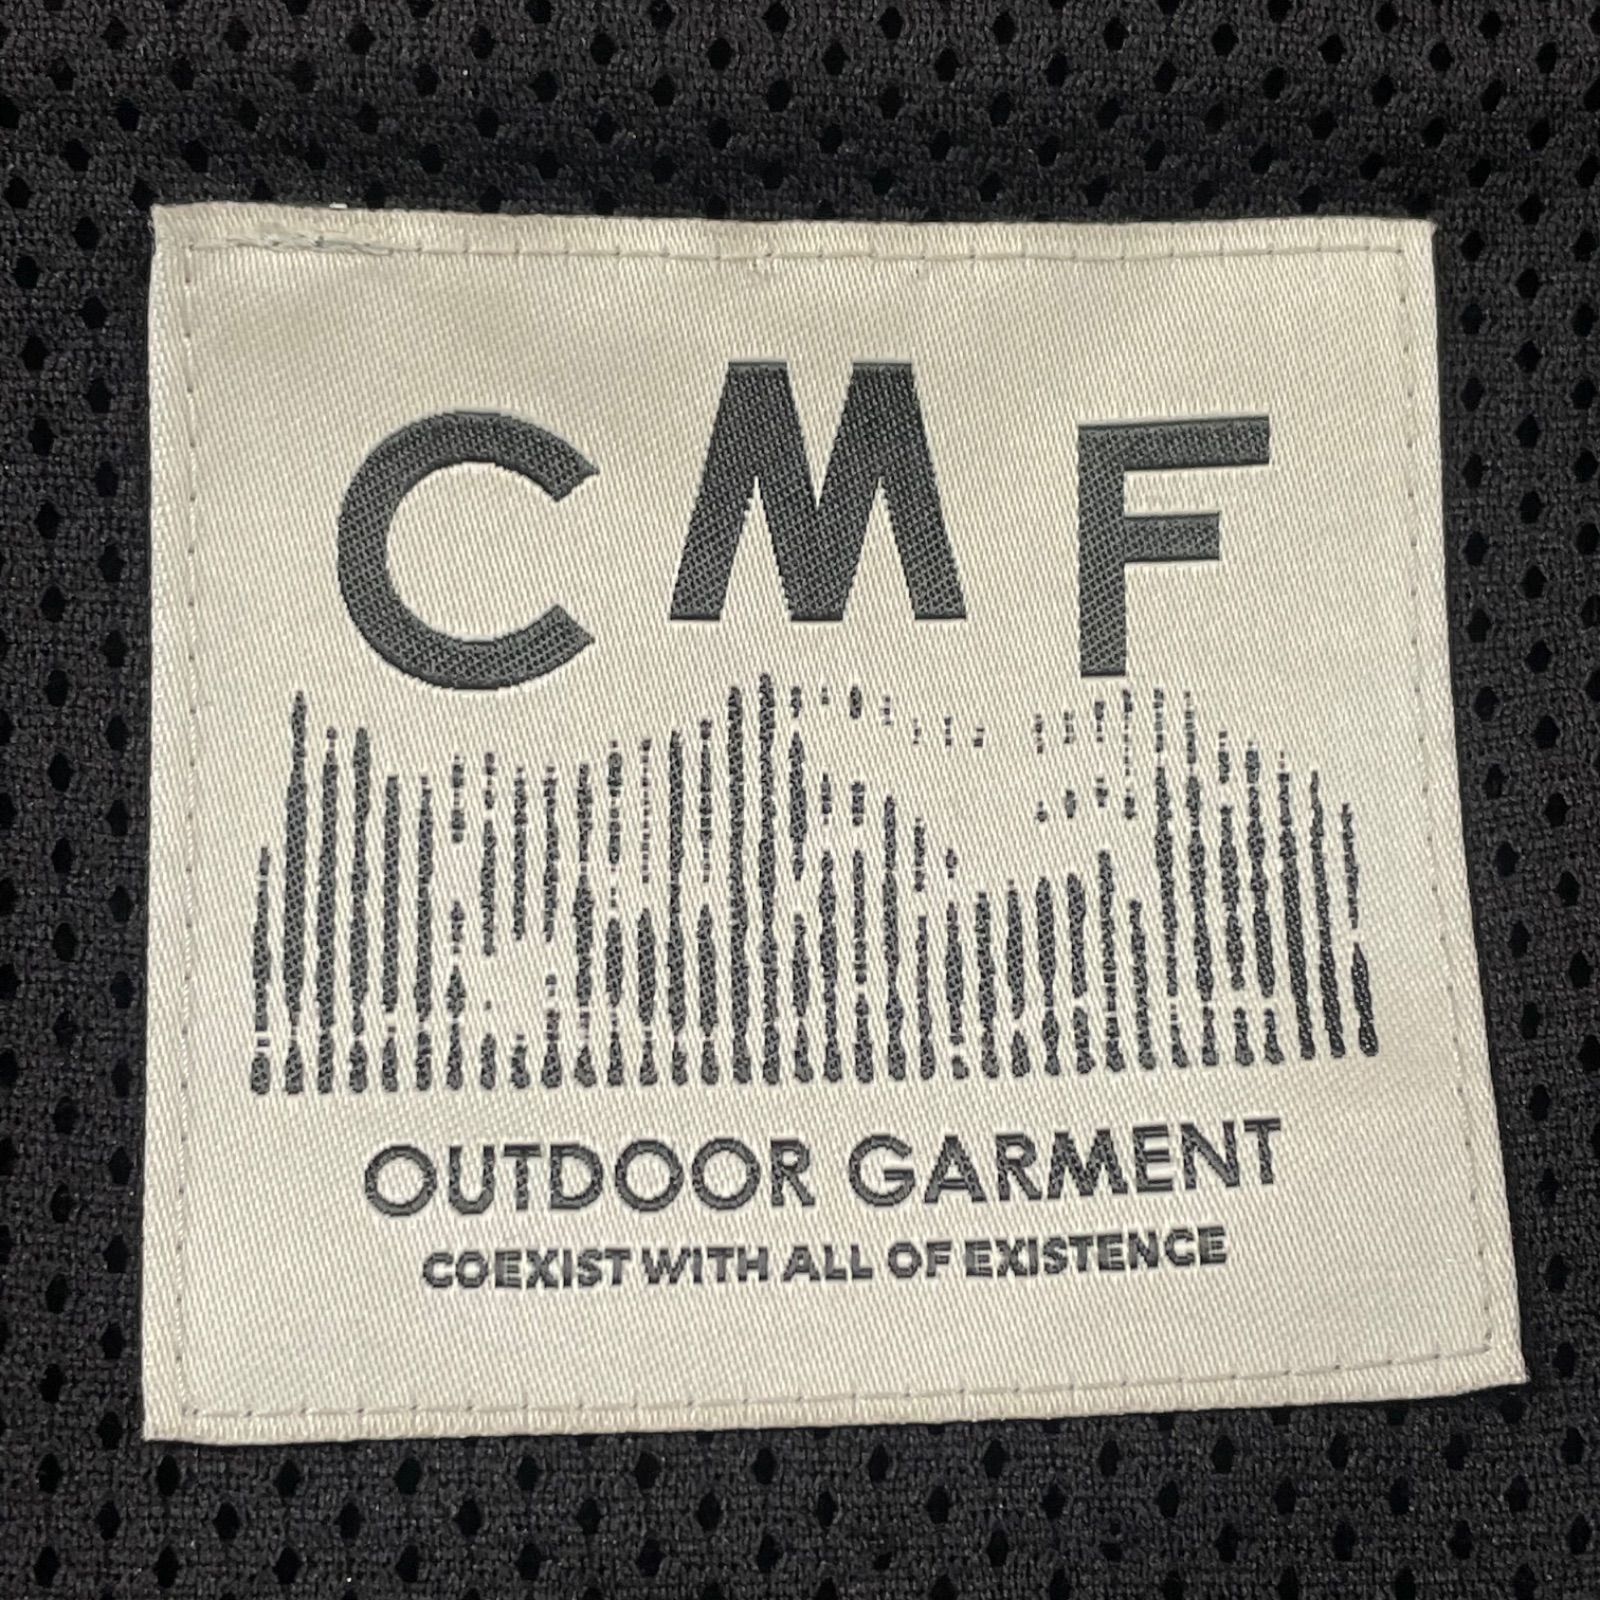 CMF
OUTDOOR GARMENT
COEXIST WITH ALL OF EXISTENCE